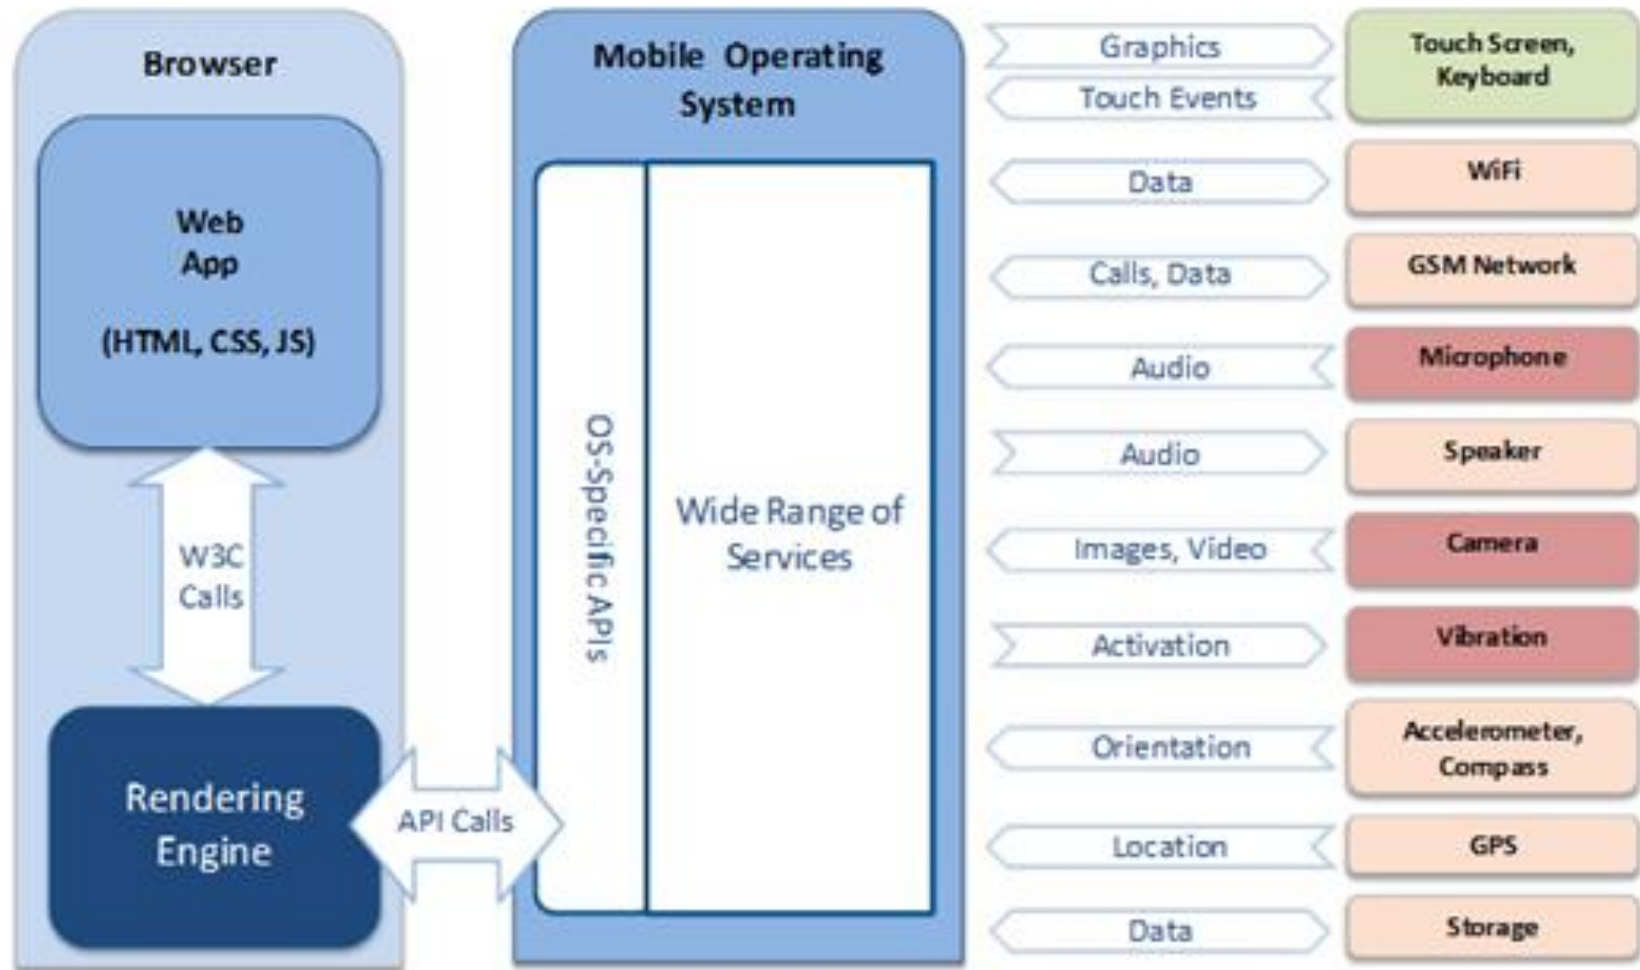 Browser
Web
App
(HTML, CSS, JS)
W3C
Calls
Rendering
Engine
API Calls
Mobile Operating
System
OS-Specific APIs
Wide Range of
Services
Graphics
Touch Events
Touch Screen,
Keyboard
Data
WiFi
Calls, Data
GSM Network
Audio
Microphone
Audio
Speaker
Images, Video
Camera
Activation
Vibration
Orientation
Accelerometer,
Compass
Location
GPS
Data
Storage